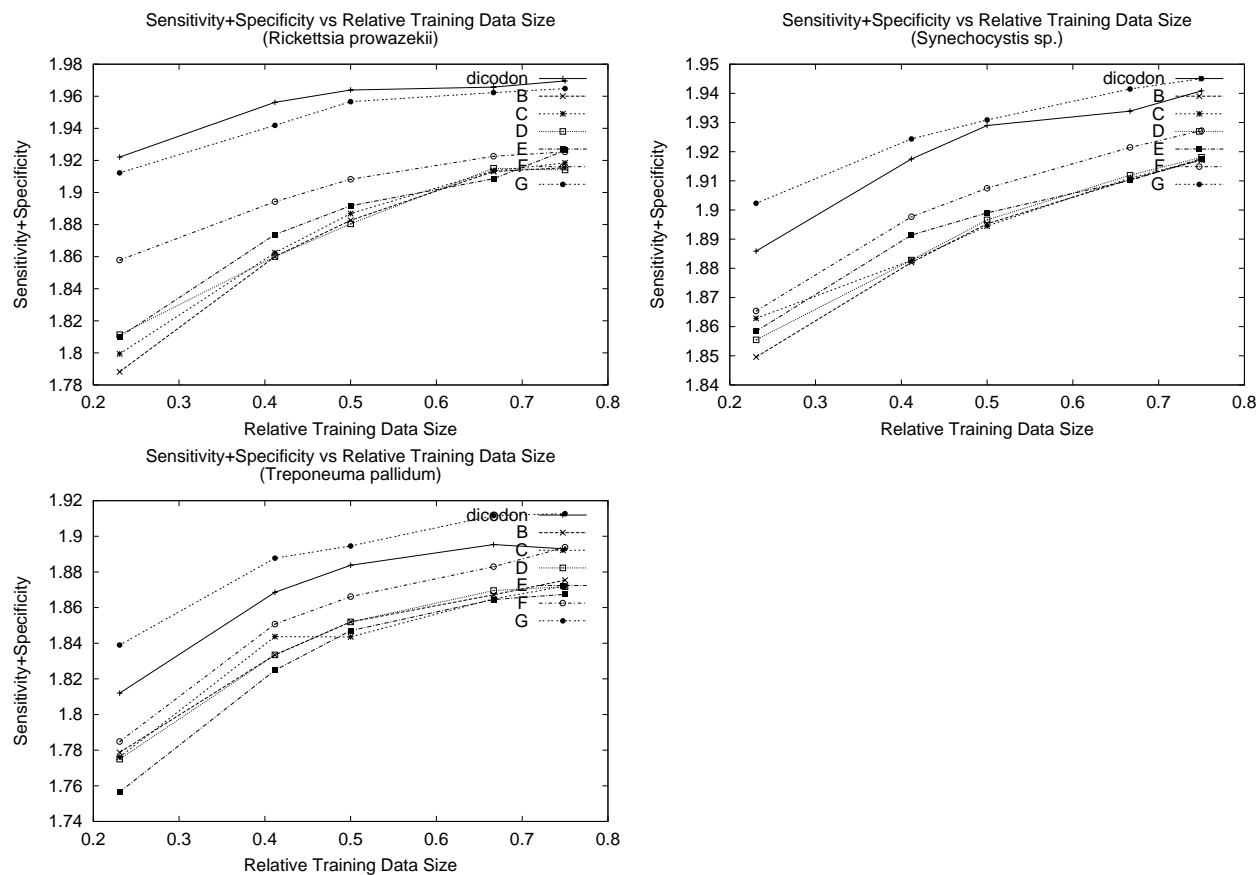 Sensitivity+Specificity vs Relative Training Data Size
(Rickettsia prowazekii)
1.98
1.96
1.94
1.92
1.9
1.88
1.86
1.84
1.82
1.8
1.78
0.2 0.3 0.4 0.5 0.6 0.7 0.8
Sensitivity+Specificity
Relative Training Data Size
dicodon
B
C
D
E
F
G
Sensitivity+Specificity vs Relative Training Data Size
(Synechocystis sp.)
1.95
1.94
1.93
1.92
1.91
1.9
1.89
1.88
1.87
1.86
1.85
1.84
0.2 0.3 0.4 0.5 0.6 0.7 0.8
Sensitivity+Specificity
Relative Training Data Size
dicodon
B
C
D
E
F
G
Sensitivity+Specificity vs Relative Training Data Size
(Treponeuma pallidum)
1.92
1.9
1.88
1.86
1.84
1.82
1.8
1.78
1.76
1.74
0.2 0.3 0.4 0.5 0.6 0.7 0.8
Sensitivity+Specificity
Relative Training Data Size
dicodon
B
C
D
E
F
G